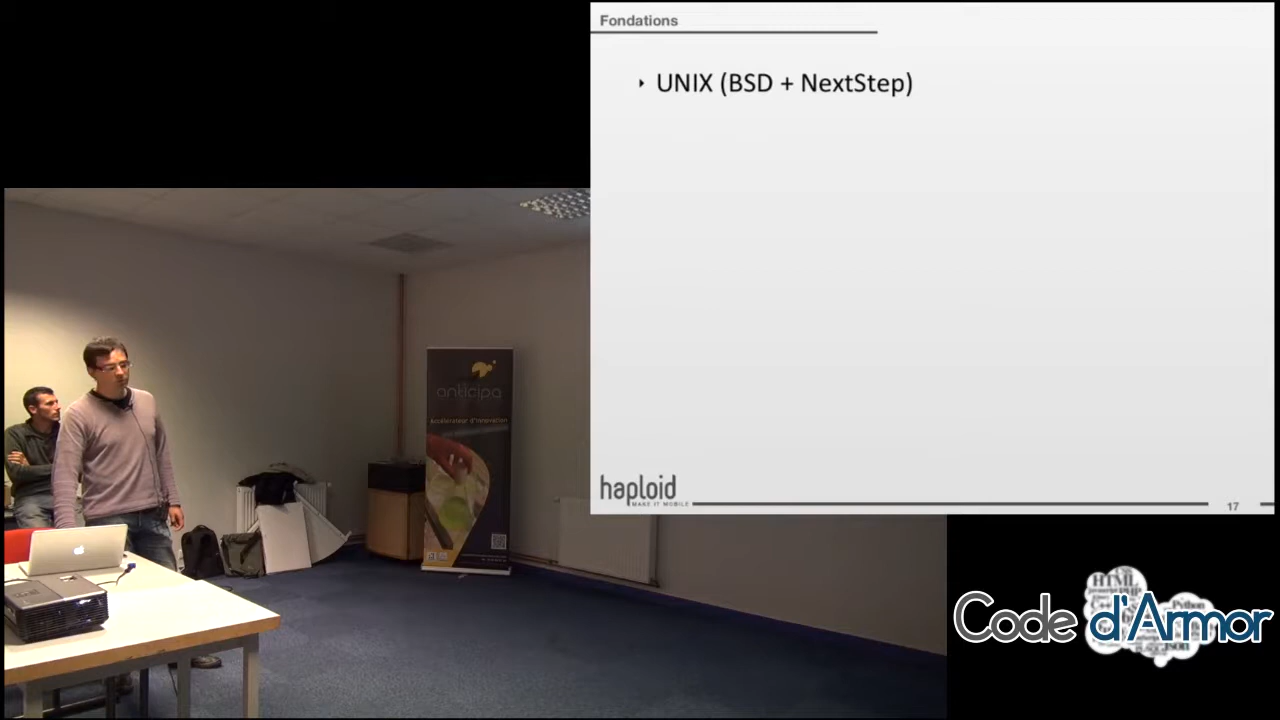 Fondations
‣ UNIX (BSD + NextStep)
haploid
MAKE IT MOBILE
17
anticipa
Accélérateur d'innovation
Code d'Armor
HTML
Python